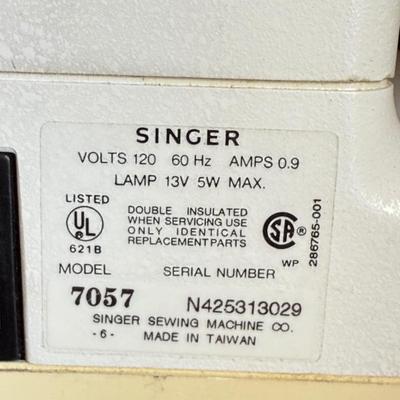 SINGER
VOLTS 120 60 Hz AMPS 0.9
LAMP 13V 5W MAX.
LISTED
UL
®
621B
DOUBLE INSULATED
WHEN SERVICING USE
ONLY IDENTICAL
REPLACEMENT PARTS
SA ®
WP
286765-001
MODEL SERIAL NUMBER
7057 N425313029
SINGER SEWING MACHINE CO.
-6- MADE IN TAIWAN